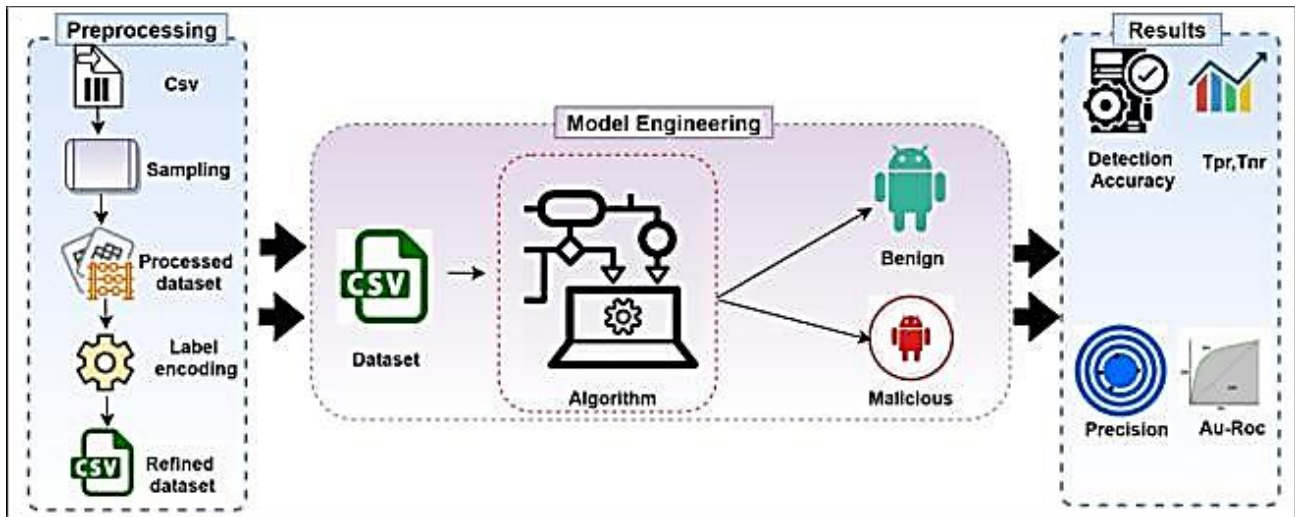 Preprocessing
Csv
Sampling
Processed
dataset
Label
encoding
CSV
Refined
dataset
Model Engineering
CSV
Dataset
Algorithm
Benign
Malicious
Results
Detection
Accuracy
Tpr,Tnr
Precision
Au-Roc